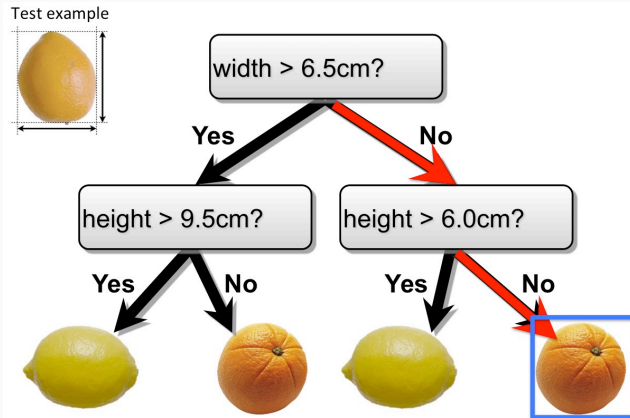 Test example
width > 6.5cm?
Yes
No
height > 9.5cm?
height > 6.0cm?
Yes
No
Yes
No